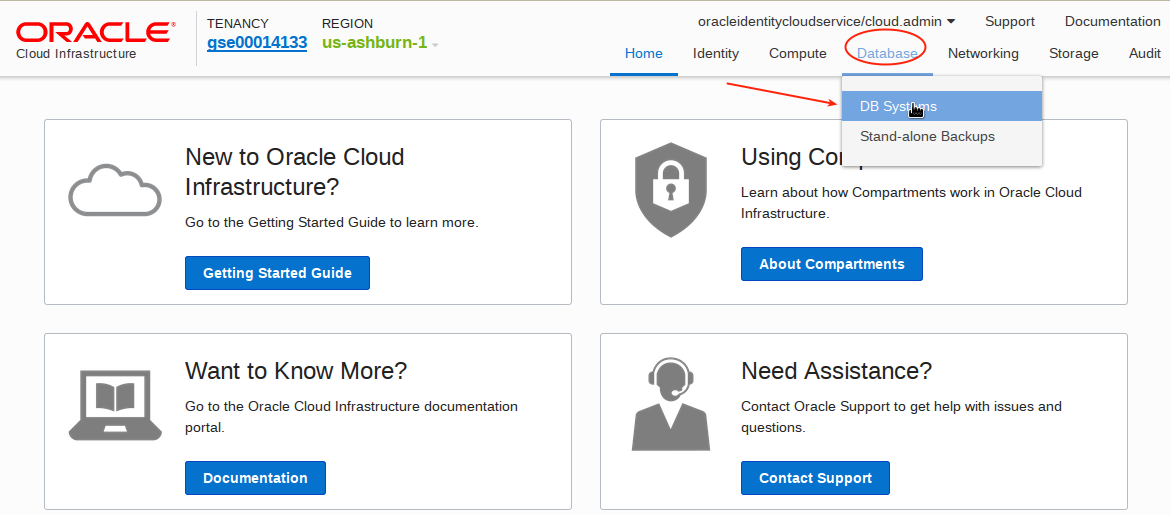 ORACLE®
Cloud Infrastructure
TENANCY
gse00014133
REGION
us-ashburn-1
oracleidentitycloudservice/cloud.admin
Support
Documentation
Home
Identity
Compute
Database
Networking
Storage
Audit
DB Systems
Stand-alone Backups
New to Oracle Cloud
Infrastructure?
Go to the Getting Started Guide to learn more.
Getting Started Guide
Using Com
Learn about how Compartments work in Oracle Cloud
Infrastructure.
About Compartments
Want to Know More?
Go to the Oracle Cloud Infrastructure documentation
portal.
Documentation
Need Assistance?
Contact Oracle Support to get help with issues and
questions.
Contact Support